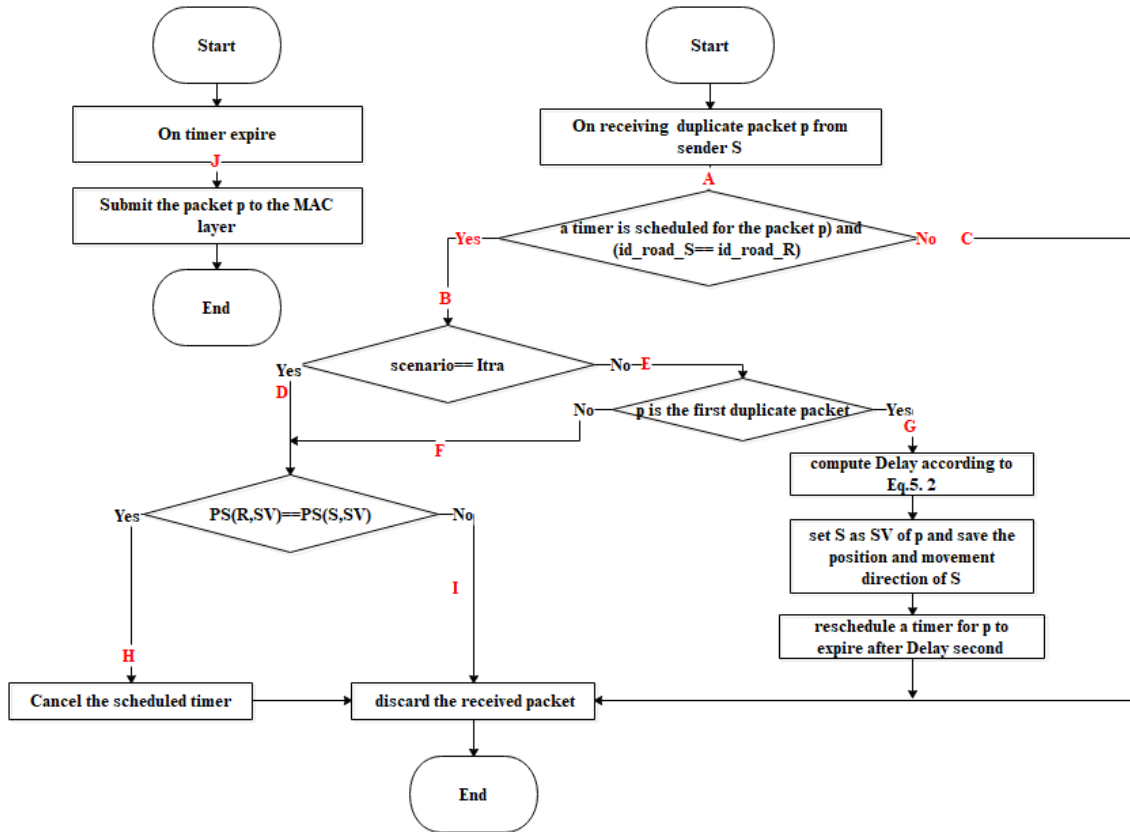 Start
On timer expire
J
Submit the packet p to the MAC
layer
End
Start
On receiving duplicate packet p from
sender S
A
a timer is scheduled for the packet p) and
(id_road_S== id_road_R)
Yes
No
C
B
scenario== Itra
Yes
D
No
E
p is the first duplicate packet
No
Yes
F
G
compute Delay according to
Eq.5. 2
set S as SV of p and save the
position and movement
direction of S
reschedule a timer for p to
expire after Delay second
PS(R,SV)==PS(S,SV)
Yes
No
I
H
Cancel the scheduled timer
discard the received packet
End